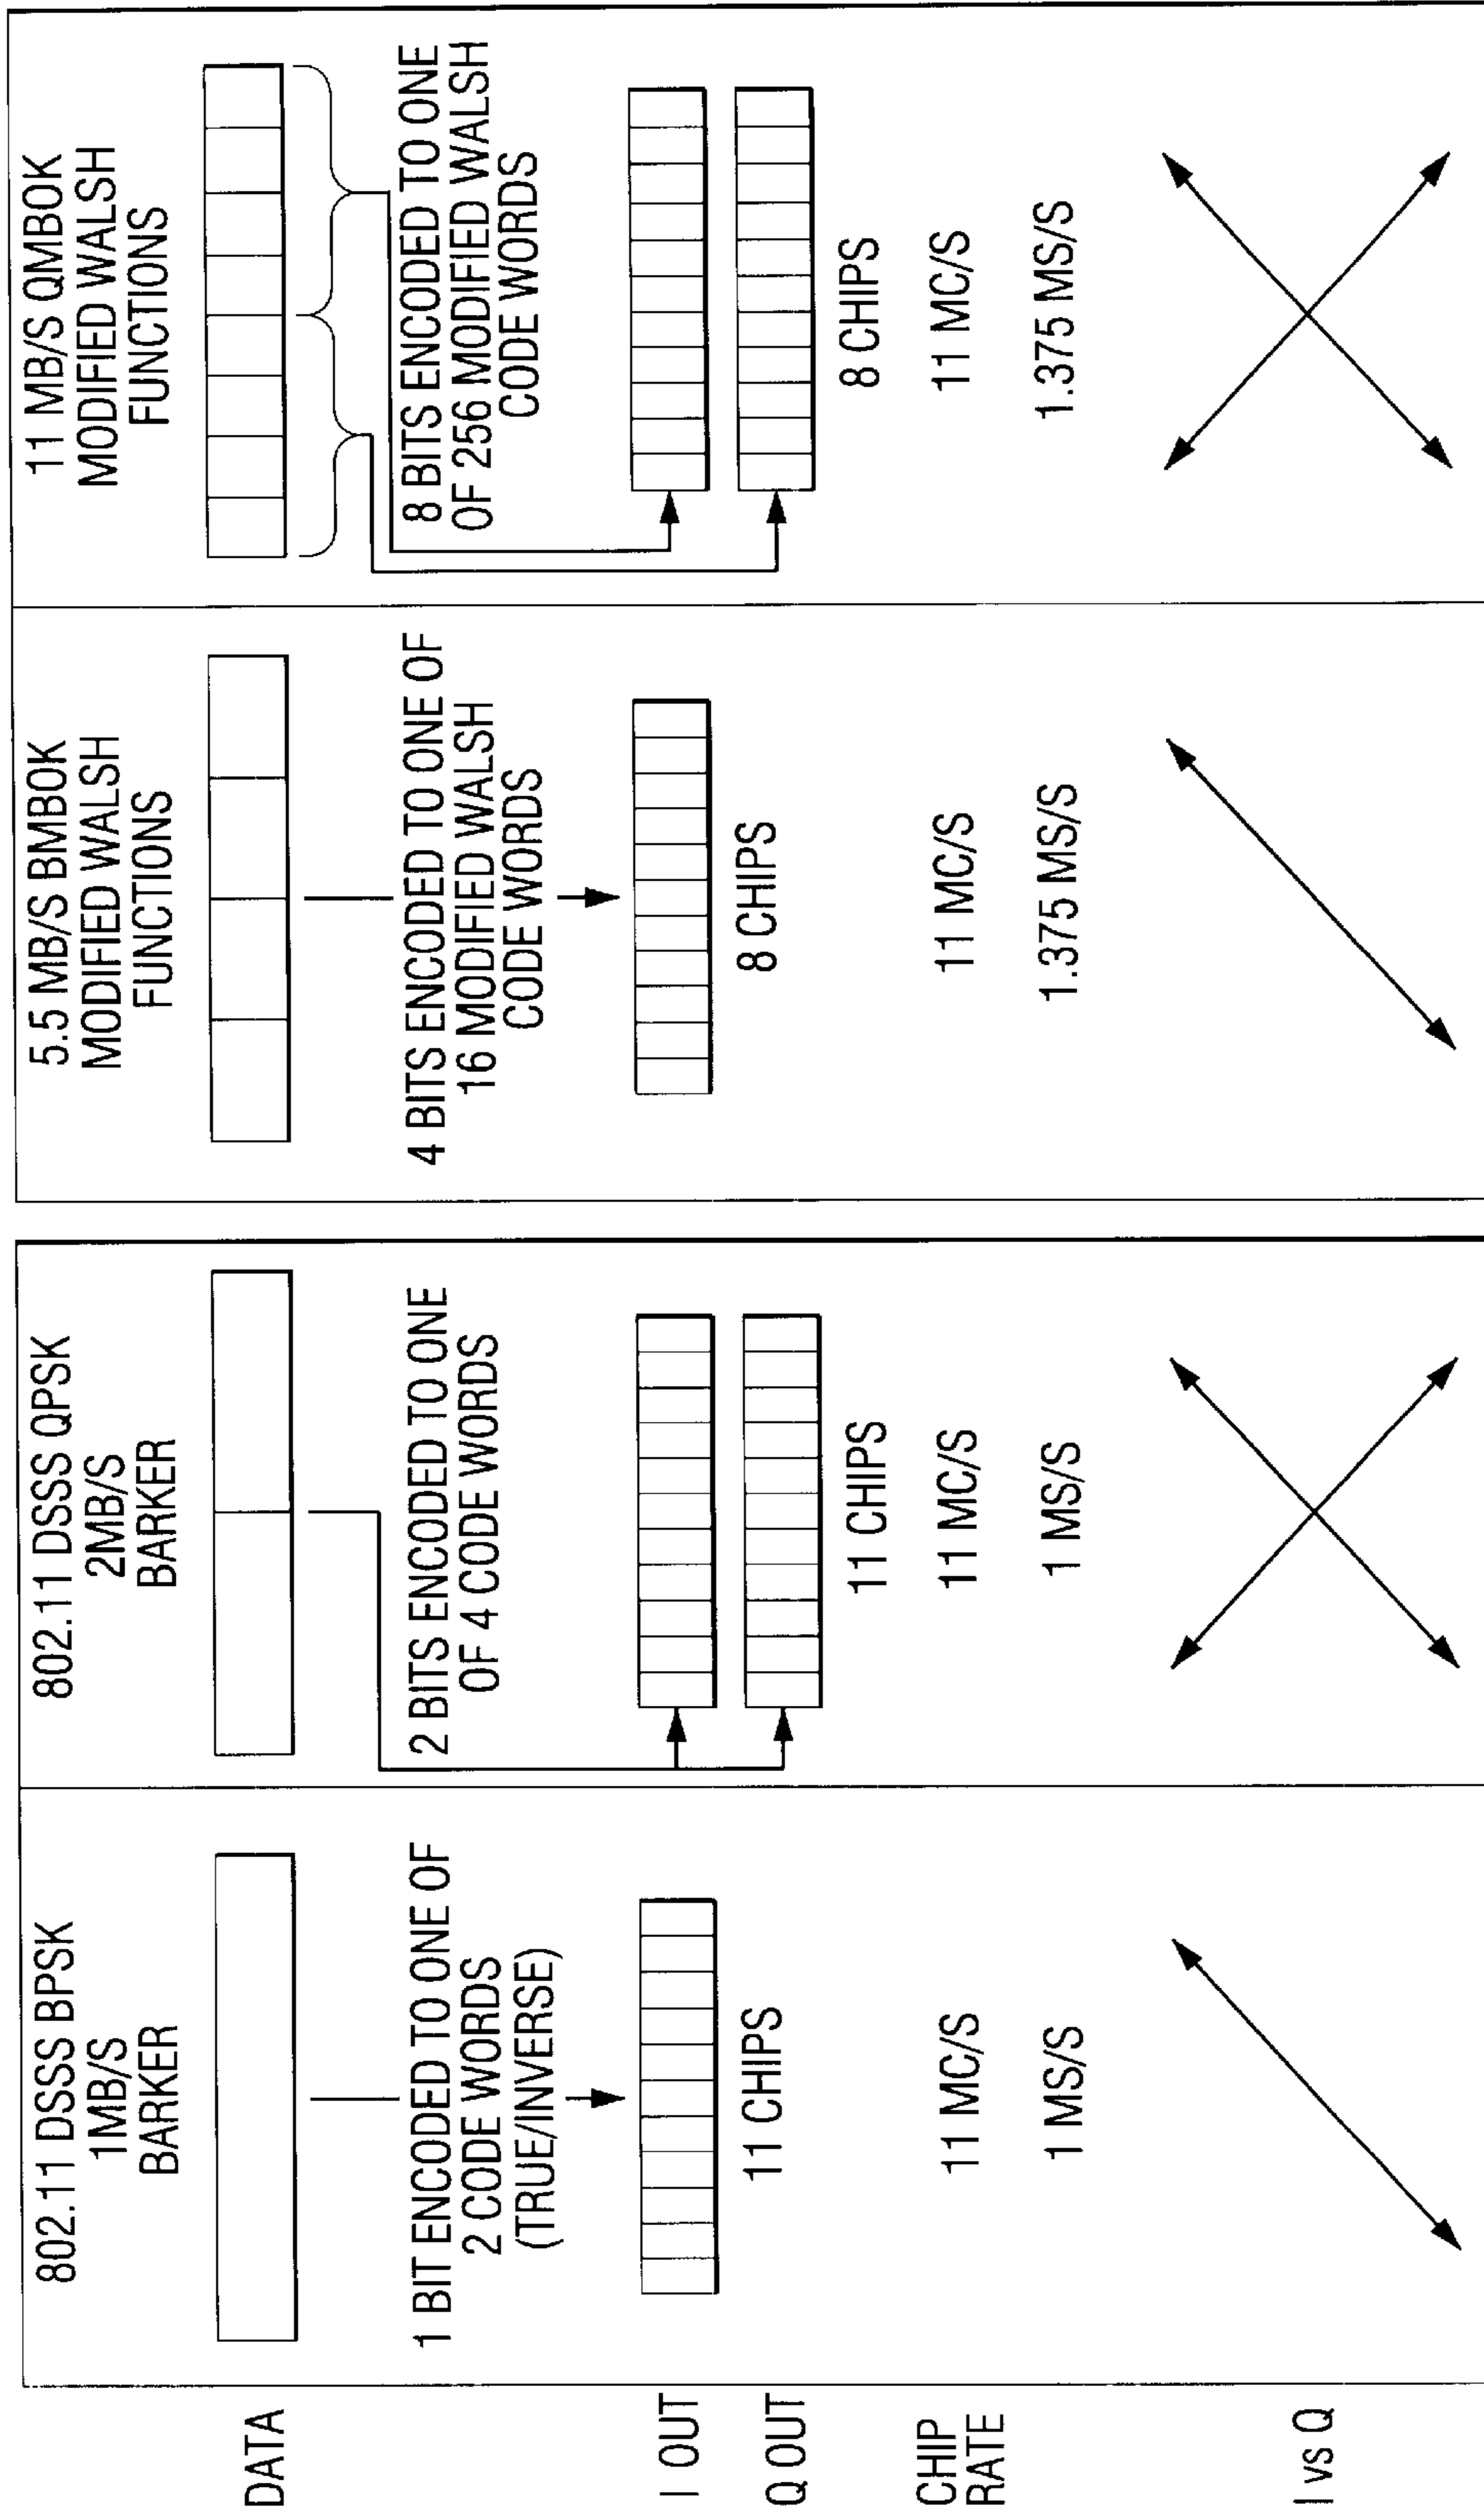 802.11 DSSS BPSK
1MB/S
BARKER
802.11 DSSS QPSK
2MB/S
BARKER
5.5 MB/S BMBOK
MODIFIED WALSH
FUNCTIONS
11 MB/S QMBOK
MODIFIED WALSH
FUNCTIONS
DATA
1 BIT ENCODED TO ONE OF
2 CODE WORDS
(TRUE/INVERSE)
2 BITS ENCODED TO ONE
OF 4 CODE WORDS
4 BITS ENCODED TO ONE OF
16 MODIFIED WALSH
CODE WORDS
8 BITS ENCODED TO ONE
OF 256 MODIFIED WALSH
CODE WORDS
I OUT
Q OUT
11 CHIPS
11 CHIPS
8 CHIPS
8 CHIPS
CHIP
RATE
11 MC/S
11 MC/S
11 MC/S
11 MC/S
1 MS/S
1 MS/S
1.375 MS/S
1.375 MS/S
I vs Q